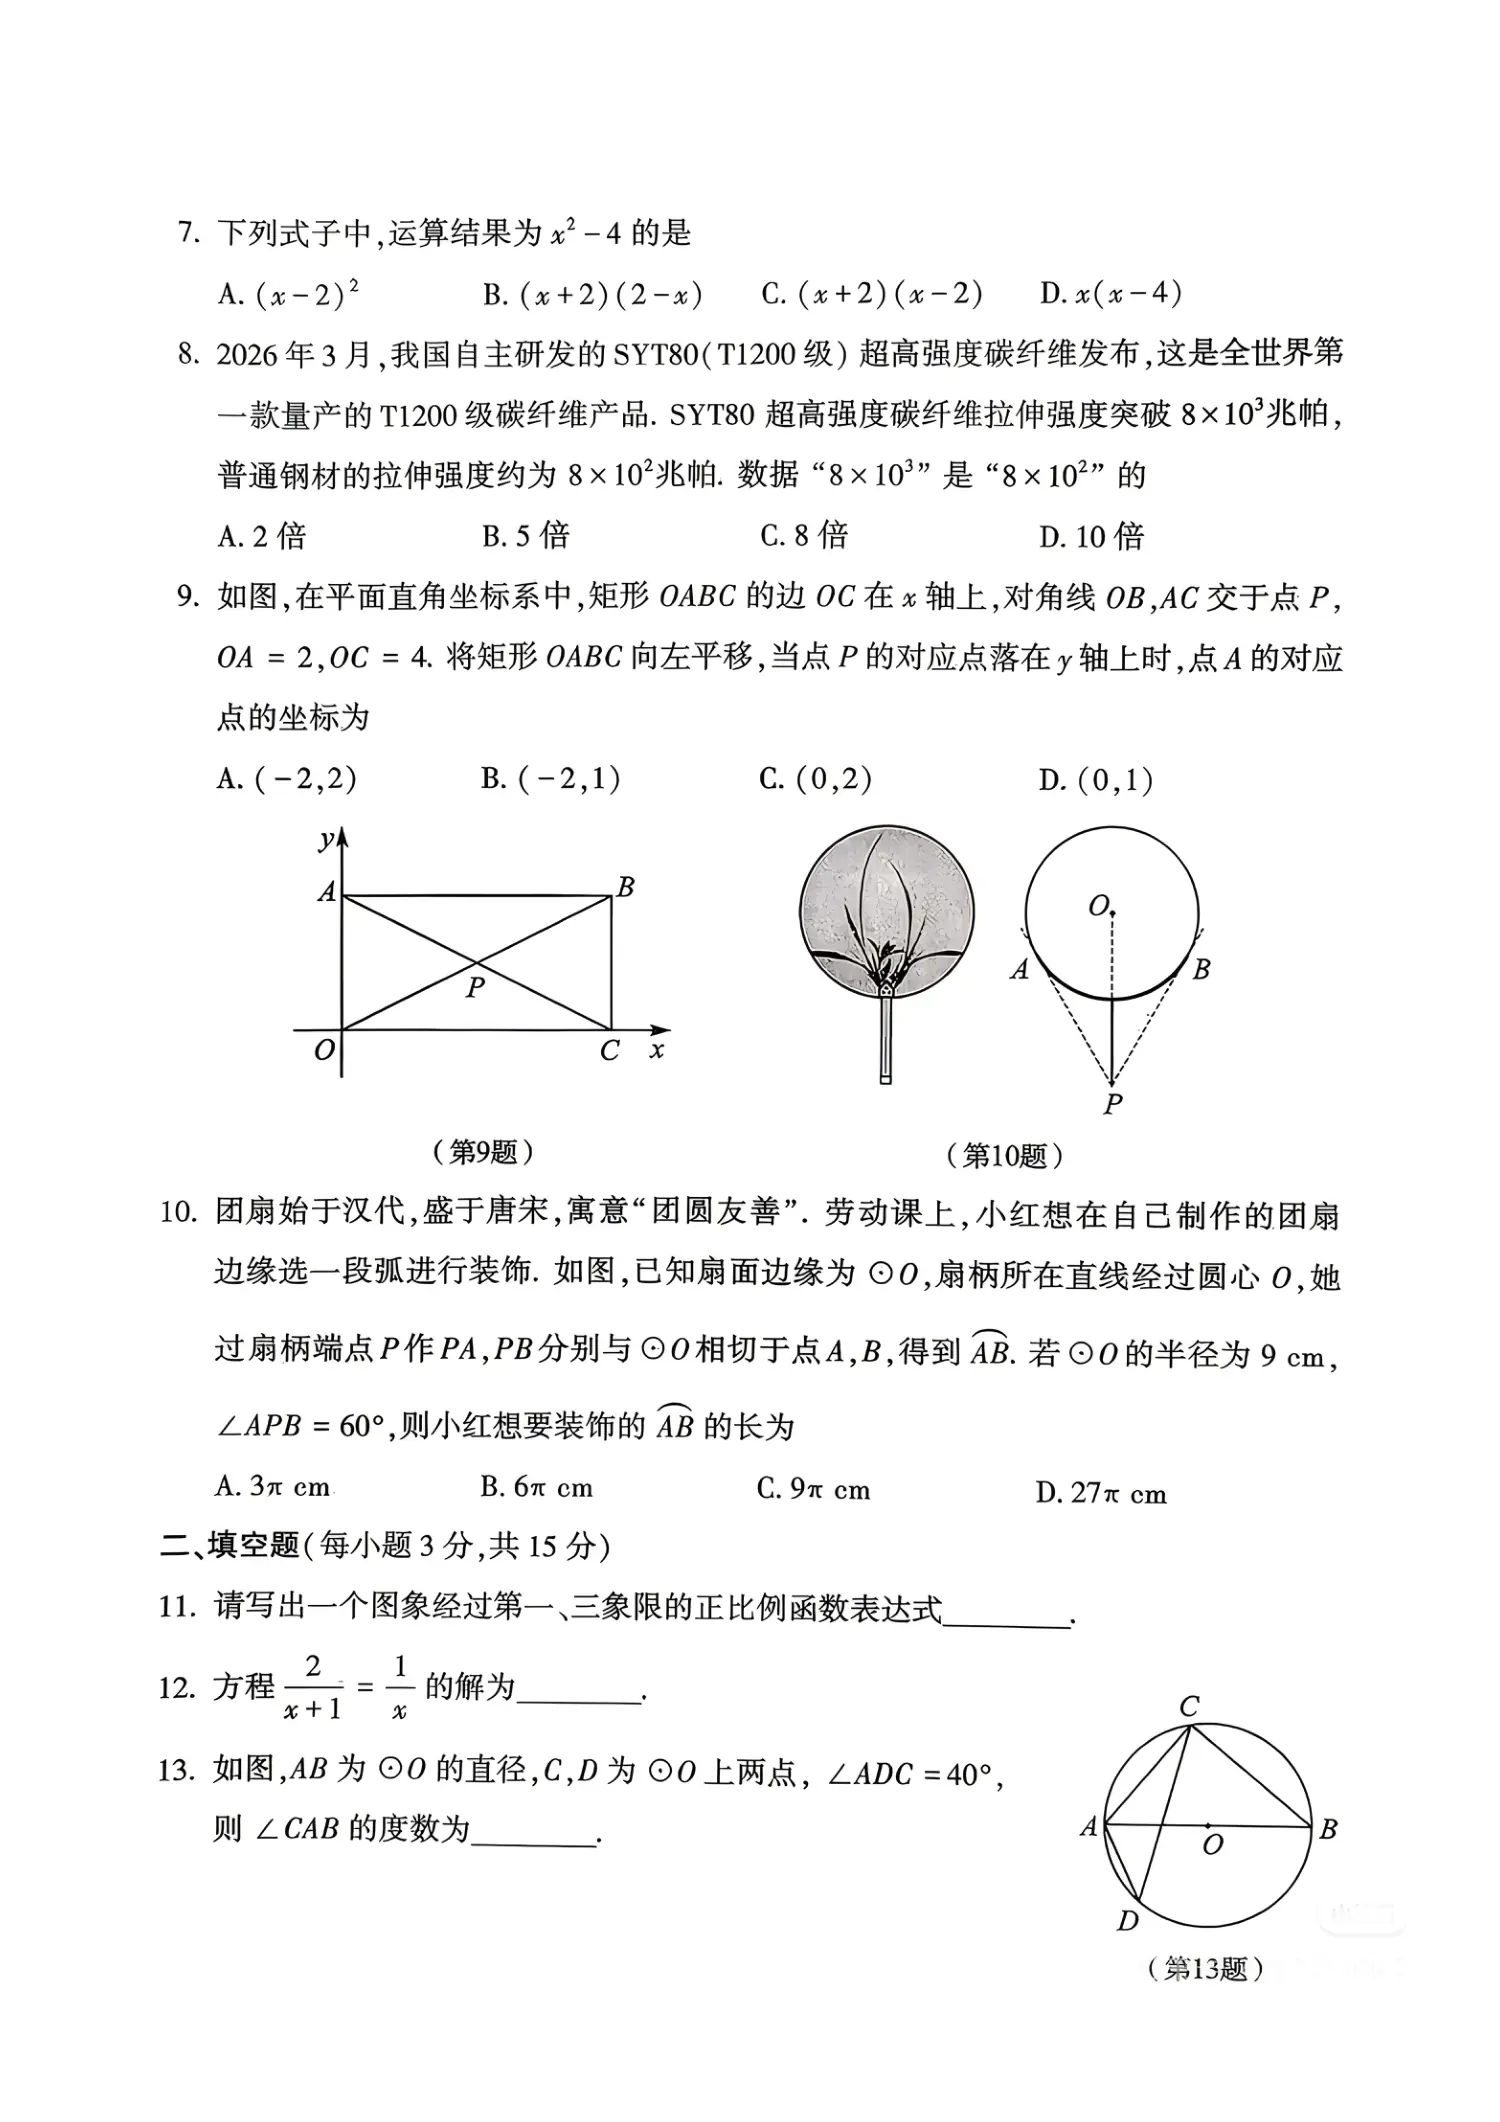 7. 下列式子中,运算结果为 x² - 4 的是
A. (x-2)² B. (x+2)(2-x) C. (x+2)(x-2) D. x(x-4)
8. 2026 年 3 月,我国自主研发的 SYT80(T1200 级) 超高强度碳纤维发布,这是全世界第
一款量产的 T1200 级碳纤维产品. SYT80 超高强度碳纤维拉伸强度突破 8×10³兆帕,
普通钢材的拉伸强度约为 8×10²兆帕. 数据 “8×10³” 是 “8×10²” 的
A. 2 倍 B. 5 倍 C. 8 倍 D. 10 倍
9. 如图,在平面直角坐标系中,矩形 OABC 的边 OC 在 x 轴上,对角线 OB,AC 交于点 P,
OA = 2,OC = 4. 将矩形 OABC 向左平移,当点 P 的对应点落在 y 轴上时,点 A 的对应
点的坐标为
A. (-2,2) B. (-2,1) C. (0,2) D. (0,1)
y
A B
P
O C x
(第9题)
O
A B
P
(第10题)
10. 团扇始于汉代,盛于唐宋,寓意“团圆友善”. 劳动课上,小红想在自己制作的团扇
边缘选一段弧进行装饰. 如图,已知扇面边缘为 ⊙O,扇柄所在直线经过圆心 O,她
过扇柄端点 P 作 PA,PB 分别与 ⊙O 相切于点 A,B,得到 ⌒AB. 若 ⊙O 的半径为 9 cm,
∠APB = 60°,则小红想要装饰的 ⌒AB 的长为
A. 3π cm B. 6π cm C. 9π cm D. 27π cm
二、填空题(每小题 3 分,共 15 分)
11. 请写出一个图象经过第一、三象限的正比例函数表达式________.
12. 方程 2/(x+1) = 1/x 的解为________.
13. 如图,AB 为 ⊙O 的直径,C,D 为 ⊙O 上两点, ∠ADC = 40°,
则 ∠CAB 的度数为________.
C
A O B
D
(第13题)